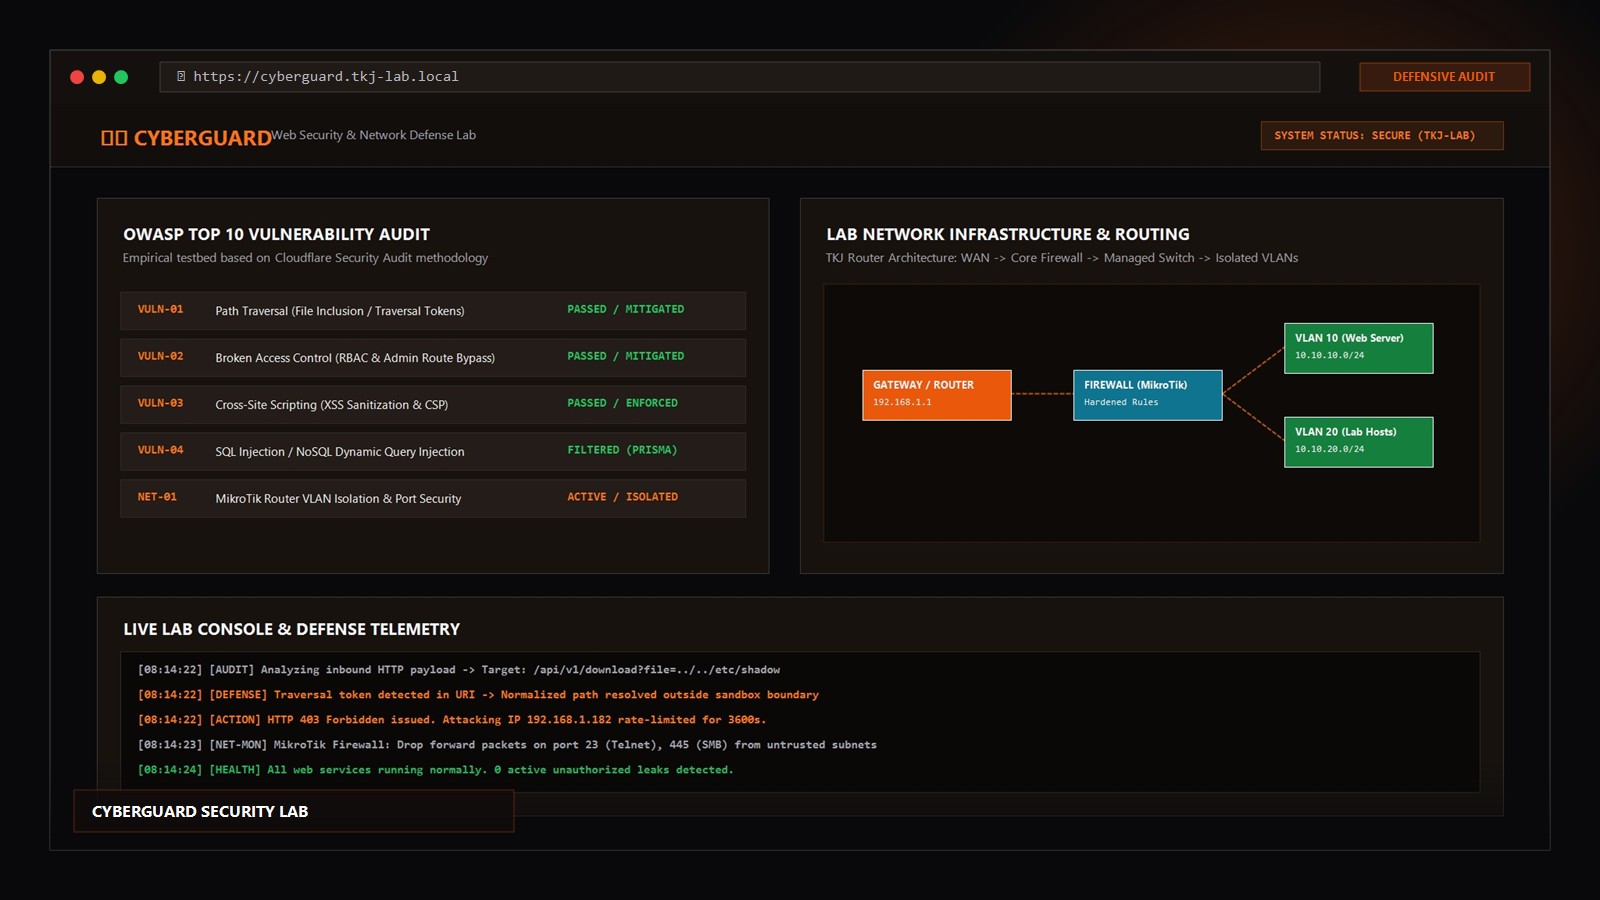 https://cyberguard.tkj-lab.local
DEFENSIVE AUDIT
CYBERGUARD
Web Security & Network Defense Lab
SYSTEM STATUS: SECURE (TKJ-LAB)
OWASP TOP 10 VULNERABILITY AUDIT
Empirical testbed based on Cloudflare Security Audit methodology
VULN-01 Path Traversal (File Inclusion / Traversal Tokens) PASSED / MITIGATED
VULN-02 Broken Access Control (RBAC & Admin Route Bypass) PASSED / MITIGATED
VULN-03 Cross-Site Scripting (XSS Sanitization & CSP) PASSED / ENFORCED
VULN-04 SQL Injection / NoSQL Dynamic Query Injection FILTERED (PRISMA)
NET-01 MikroTik Router VLAN Isolation & Port Security ACTIVE / ISOLATED
LAB NETWORK INFRASTRUCTURE & ROUTING
TKJ Router Architecture: WAN -> Core Firewall -> Managed Switch -> Isolated VLANs
GATEWAY / ROUTER
192.168.1.1
FIREWALL (MikroTik)
Hardened Rules
VLAN 10 (Web Server)
10.10.10.0/24
VLAN 20 (Lab Hosts)
10.10.20.0/24
LIVE LAB CONSOLE & DEFENSE TELEMETRY
[08:14:22] [AUDIT] Analyzing inbound HTTP payload -> Target: /api/v1/download?file=../../etc/shadow
[08:14:22] [DEFENSE] Traversal token detected in URI -> Normalized path resolved outside sandbox boundary
[08:14:22] [ACTION] HTTP 403 Forbidden issued. Attacking IP 192.168.1.182 rate-limited for 3600s.
[08:14:23] [NET-MON] MikroTik Firewall: Drop forward packets on port 23 (Telnet), 445 (SMB) from untrusted subnets
[08:14:24] [HEALTH] All web services running normally. 0 active unauthorized leaks detected.
CYBERGUARD SECURITY LAB